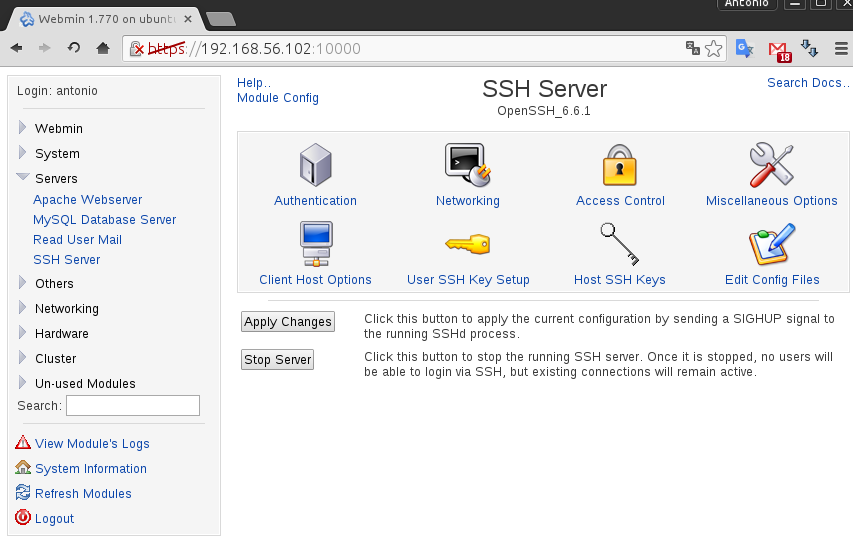 Antonio
Webmin 1.770 on ubunt
https://192.168.56.102:10000
18
Login: antonio
Webmin
System
Servers
Apache Webserver
MySQL Database Server
Read User Mail
SSH Server
Others
Networking
Hardware
Cluster
Un-used Modules
Search:
View Module's Logs
System Information
Refresh Modules
Logout
Help..
Module Config
SSH Server
OpenSSH_6.6.1
Search Docs..
Authentication
Networking
Access Control
Miscellaneous Options
Client Host Options
User SSH Key Setup
Host SSH Keys
Edit Config Files
Apply Changes
Click this button to apply the current configuration by sending a SIGHUP signal to
the running SSHd process.
Stop Server
Click this button to stop the running SSH server. Once it is stopped, no users will
be able to login via SSH, but existing connections will remain active.